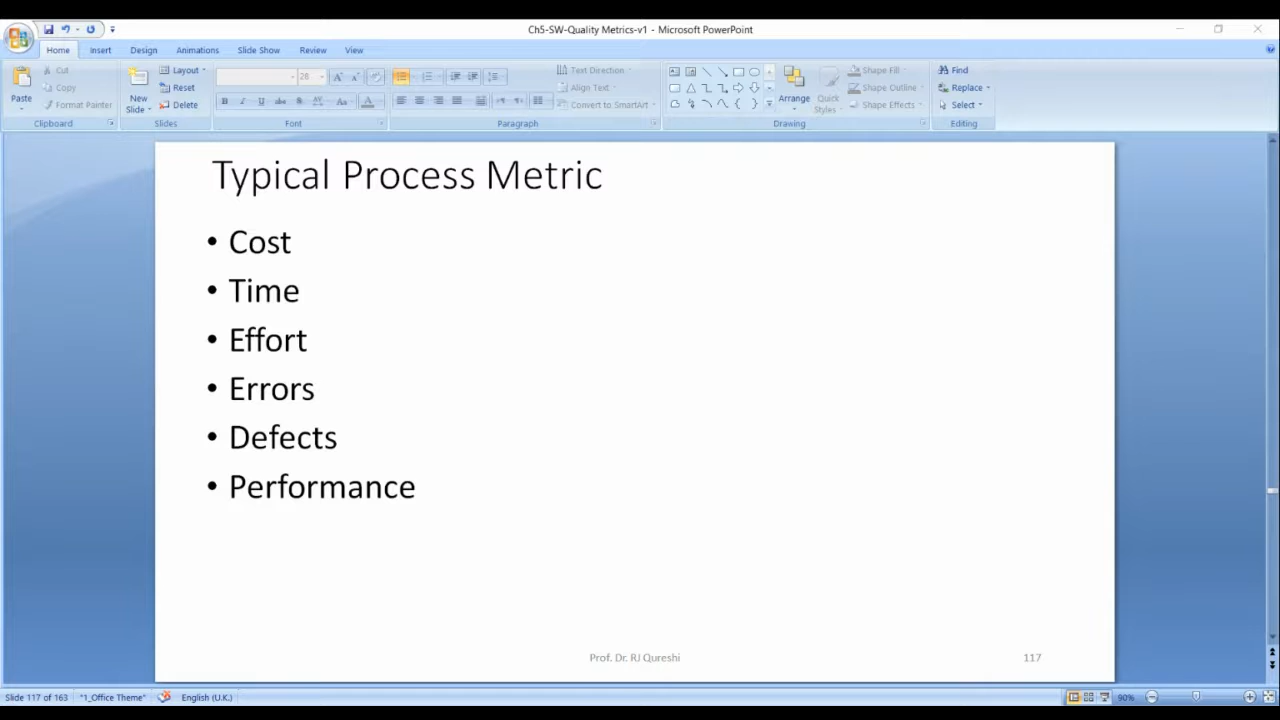 Ch5-SW-Quality Metrics-v1 - Microsoft PowerPoint
Home Insert Design Animations Slide Show Review View
Paste
Cut
Copy
Format Painter
Clipboard
New Slide
Layout
Reset
Delete
Slides
28
Font
Text Direction
Align Text
Convert to SmartArt
Paragraph
Arrange
Quick Styles
Shape Fill
Shape Outline
Shape Effects
Drawing
Find
Replace
Select
Editing
Typical Process Metric
• Cost
• Time
• Effort
• Errors
• Defects
• Performance
Prof. Dr. RJ Qureshi 117
Slide 117 of 163 "1_Office Theme" English (U.K.) 90%